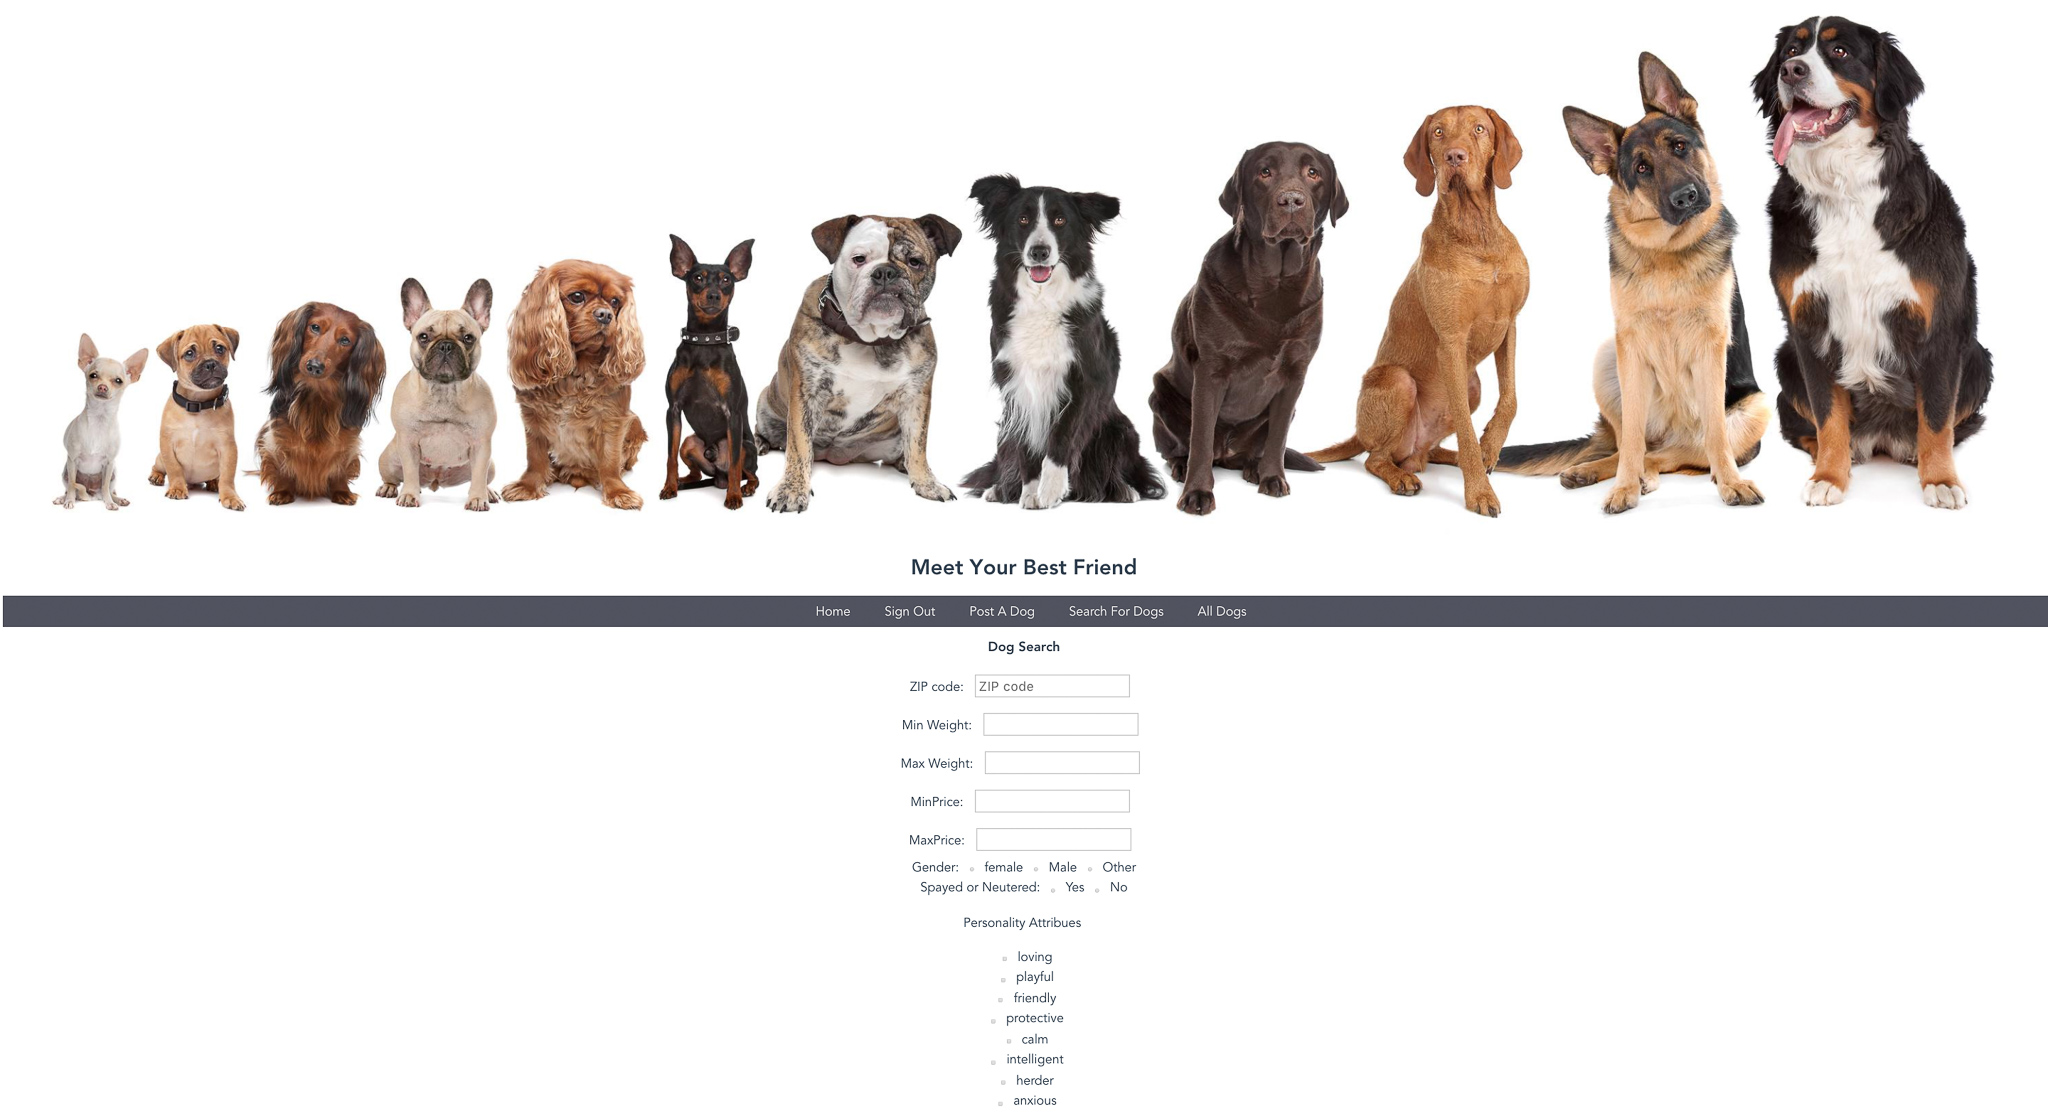 Meet Your Best Friend
Home Sign Out Post A Dog Search For Dogs All Dogs
Dog Search
ZIP code: ZIP code
Min Weight:
Max Weight:
MinPrice:
MaxPrice:
Gender: female Male Other
Spayed or Neutered: Yes No
Personality Attribues
loving
playful
friendly
protective
calm
intelligent
herder
anxious